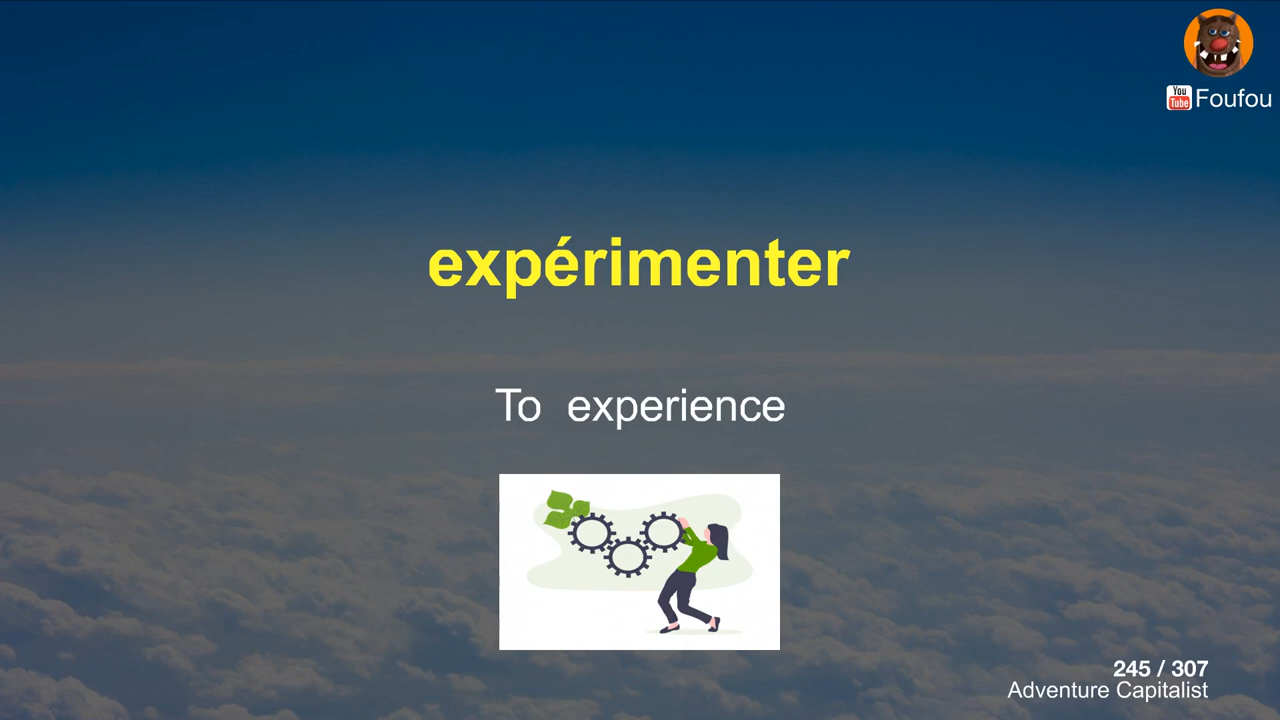 You
Tube
Foufou
expérimenter
To experience
245 / 307
Adventure Capitalist